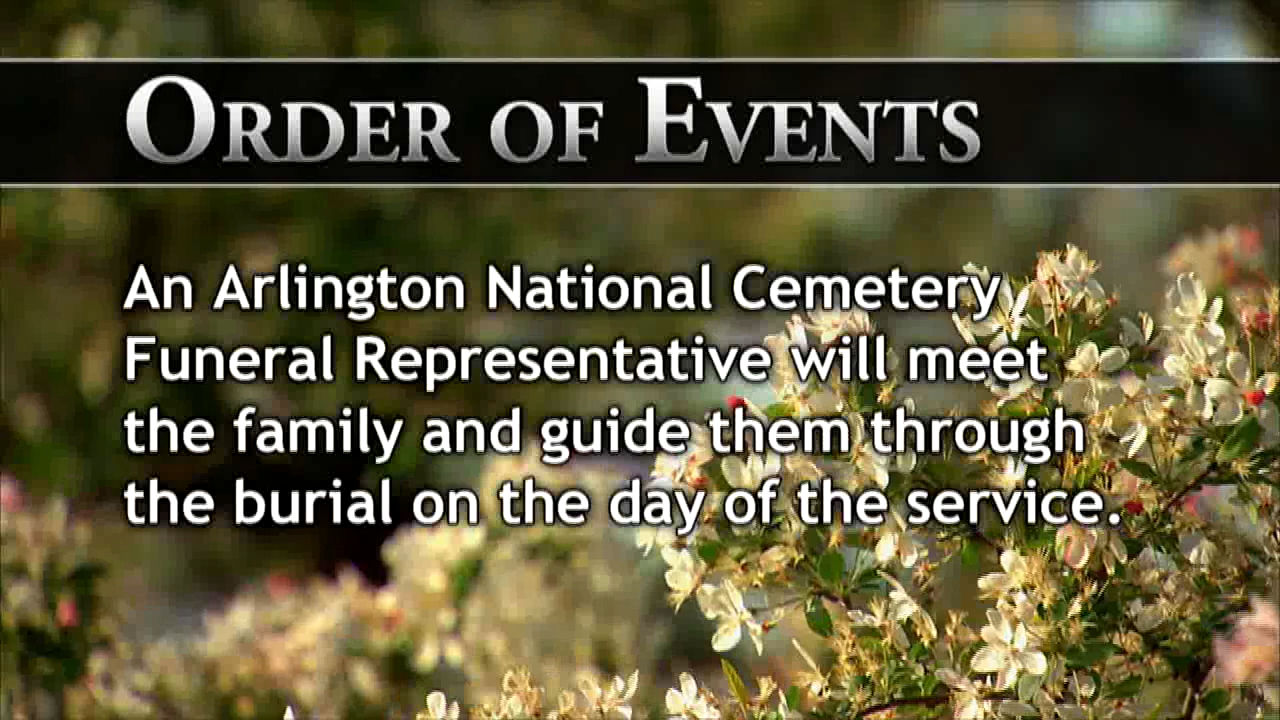 ORDER OF EVENTS
An Arlington National Cemetery
Funeral Representative will meet
the family and guide them through
the burial on the day of the service.